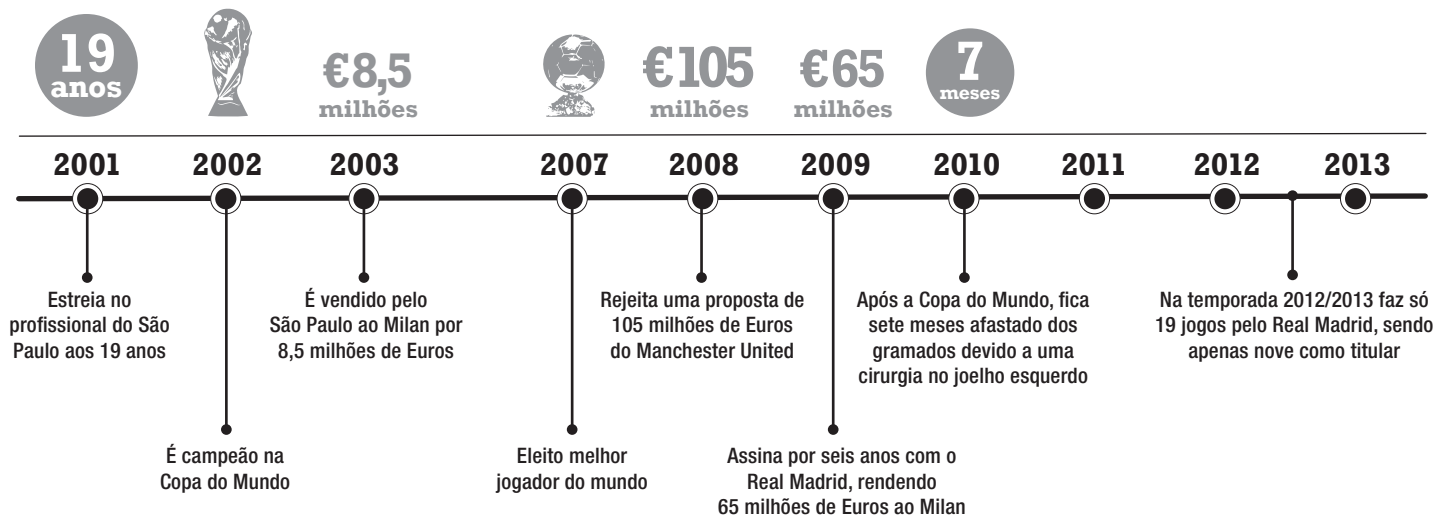 19
anos
€8,5
milhões
€105
milhões
€65
milhões
7
meses
2001
2002
2003
2007
2008
2009
2010
2011
2012
2013
Estreia no
profissional do São
Paulo aos 19 anos
É vendido pelo
São Paulo ao Milan por
8,5 milhões de Euros
Rejeita uma proposta de
105 milhões de Euros
do Manchester United
Após a Copa do Mundo, fica
sete meses afastado dos
gramados devido a uma
cirurgia no joelho esquerdo
Na temporada 2012/2013 faz só
19 jogos pelo Real Madrid, sendo
apenas nove como titular
É campeão na
Copa do Mundo
Eleito melhor
jogador do mundo
Assina por seis anos com o
Real Madrid, rendendo
65 milhões de Euros ao Milan